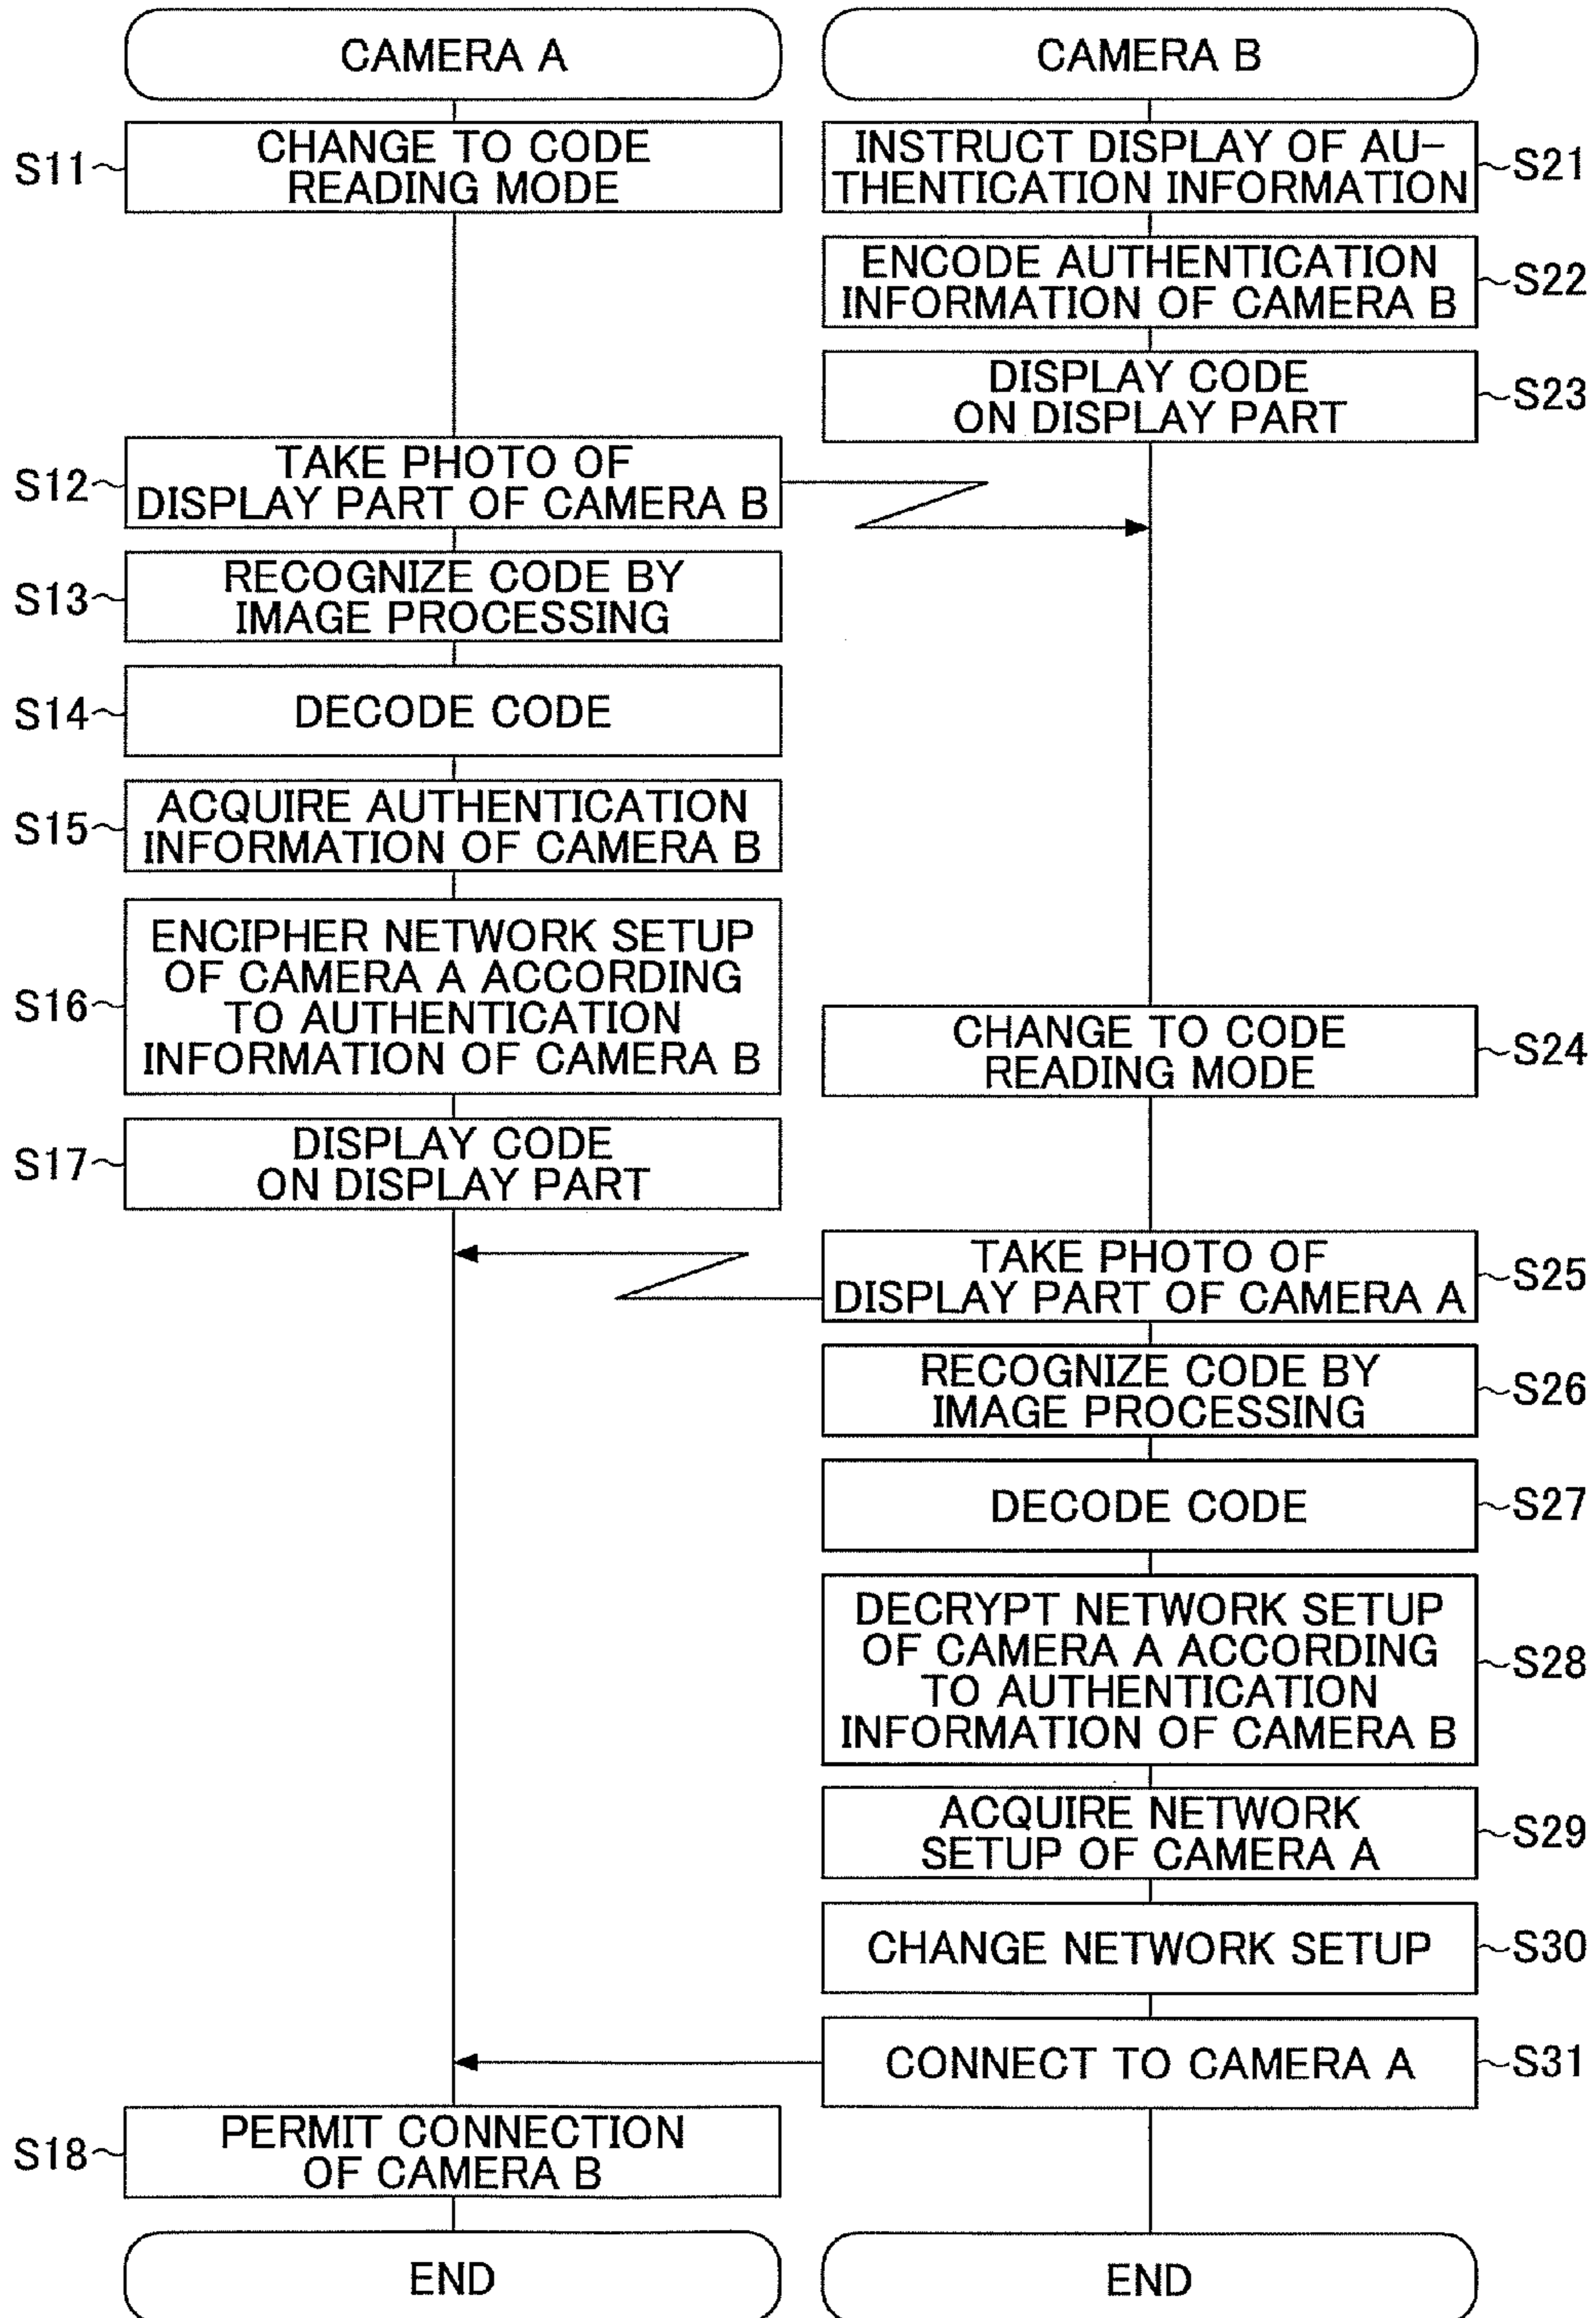 CAMERA A
CAMERA B
S11
CHANGE TO CODE
READING MODE
INSTRUCT DISPLAY OF AU-
THENTICATION INFORMATION
S21
ENCODE AUTHENTICATION
INFORMATION OF CAMERA B
S22
DISPLAY CODE
ON DISPLAY PART
S23
S12
TAKE PHOTO OF
DISPLAY PART OF CAMERA B
S13
RECOGNIZE CODE BY
IMAGE PROCESSING
S14
DECODE CODE
S15
ACQUIRE AUTHENTICATION
INFORMATION OF CAMERA B
S16
ENCIPHER NETWORK SETUP
OF CAMERA A ACCORDING
TO AUTHENTICATION
INFORMATION OF CAMERA B
CHANGE TO CODE
READING MODE
S24
S17
DISPLAY CODE
ON DISPLAY PART
TAKE PHOTO OF
DISPLAY PART OF CAMERA A
S25
RECOGNIZE CODE BY
IMAGE PROCESSING
S26
DECODE CODE
S27
DECRYPT NETWORK SETUP
OF CAMERA A ACCORDING
TO AUTHENTICATION
INFORMATION OF CAMERA B
S28
ACQUIRE NETWORK
SETUP OF CAMERA A
S29
CHANGE NETWORK SETUP
S30
CONNECT TO CAMERA A
S31
S18
PERMIT CONNECTION
OF CAMERA B
END
END